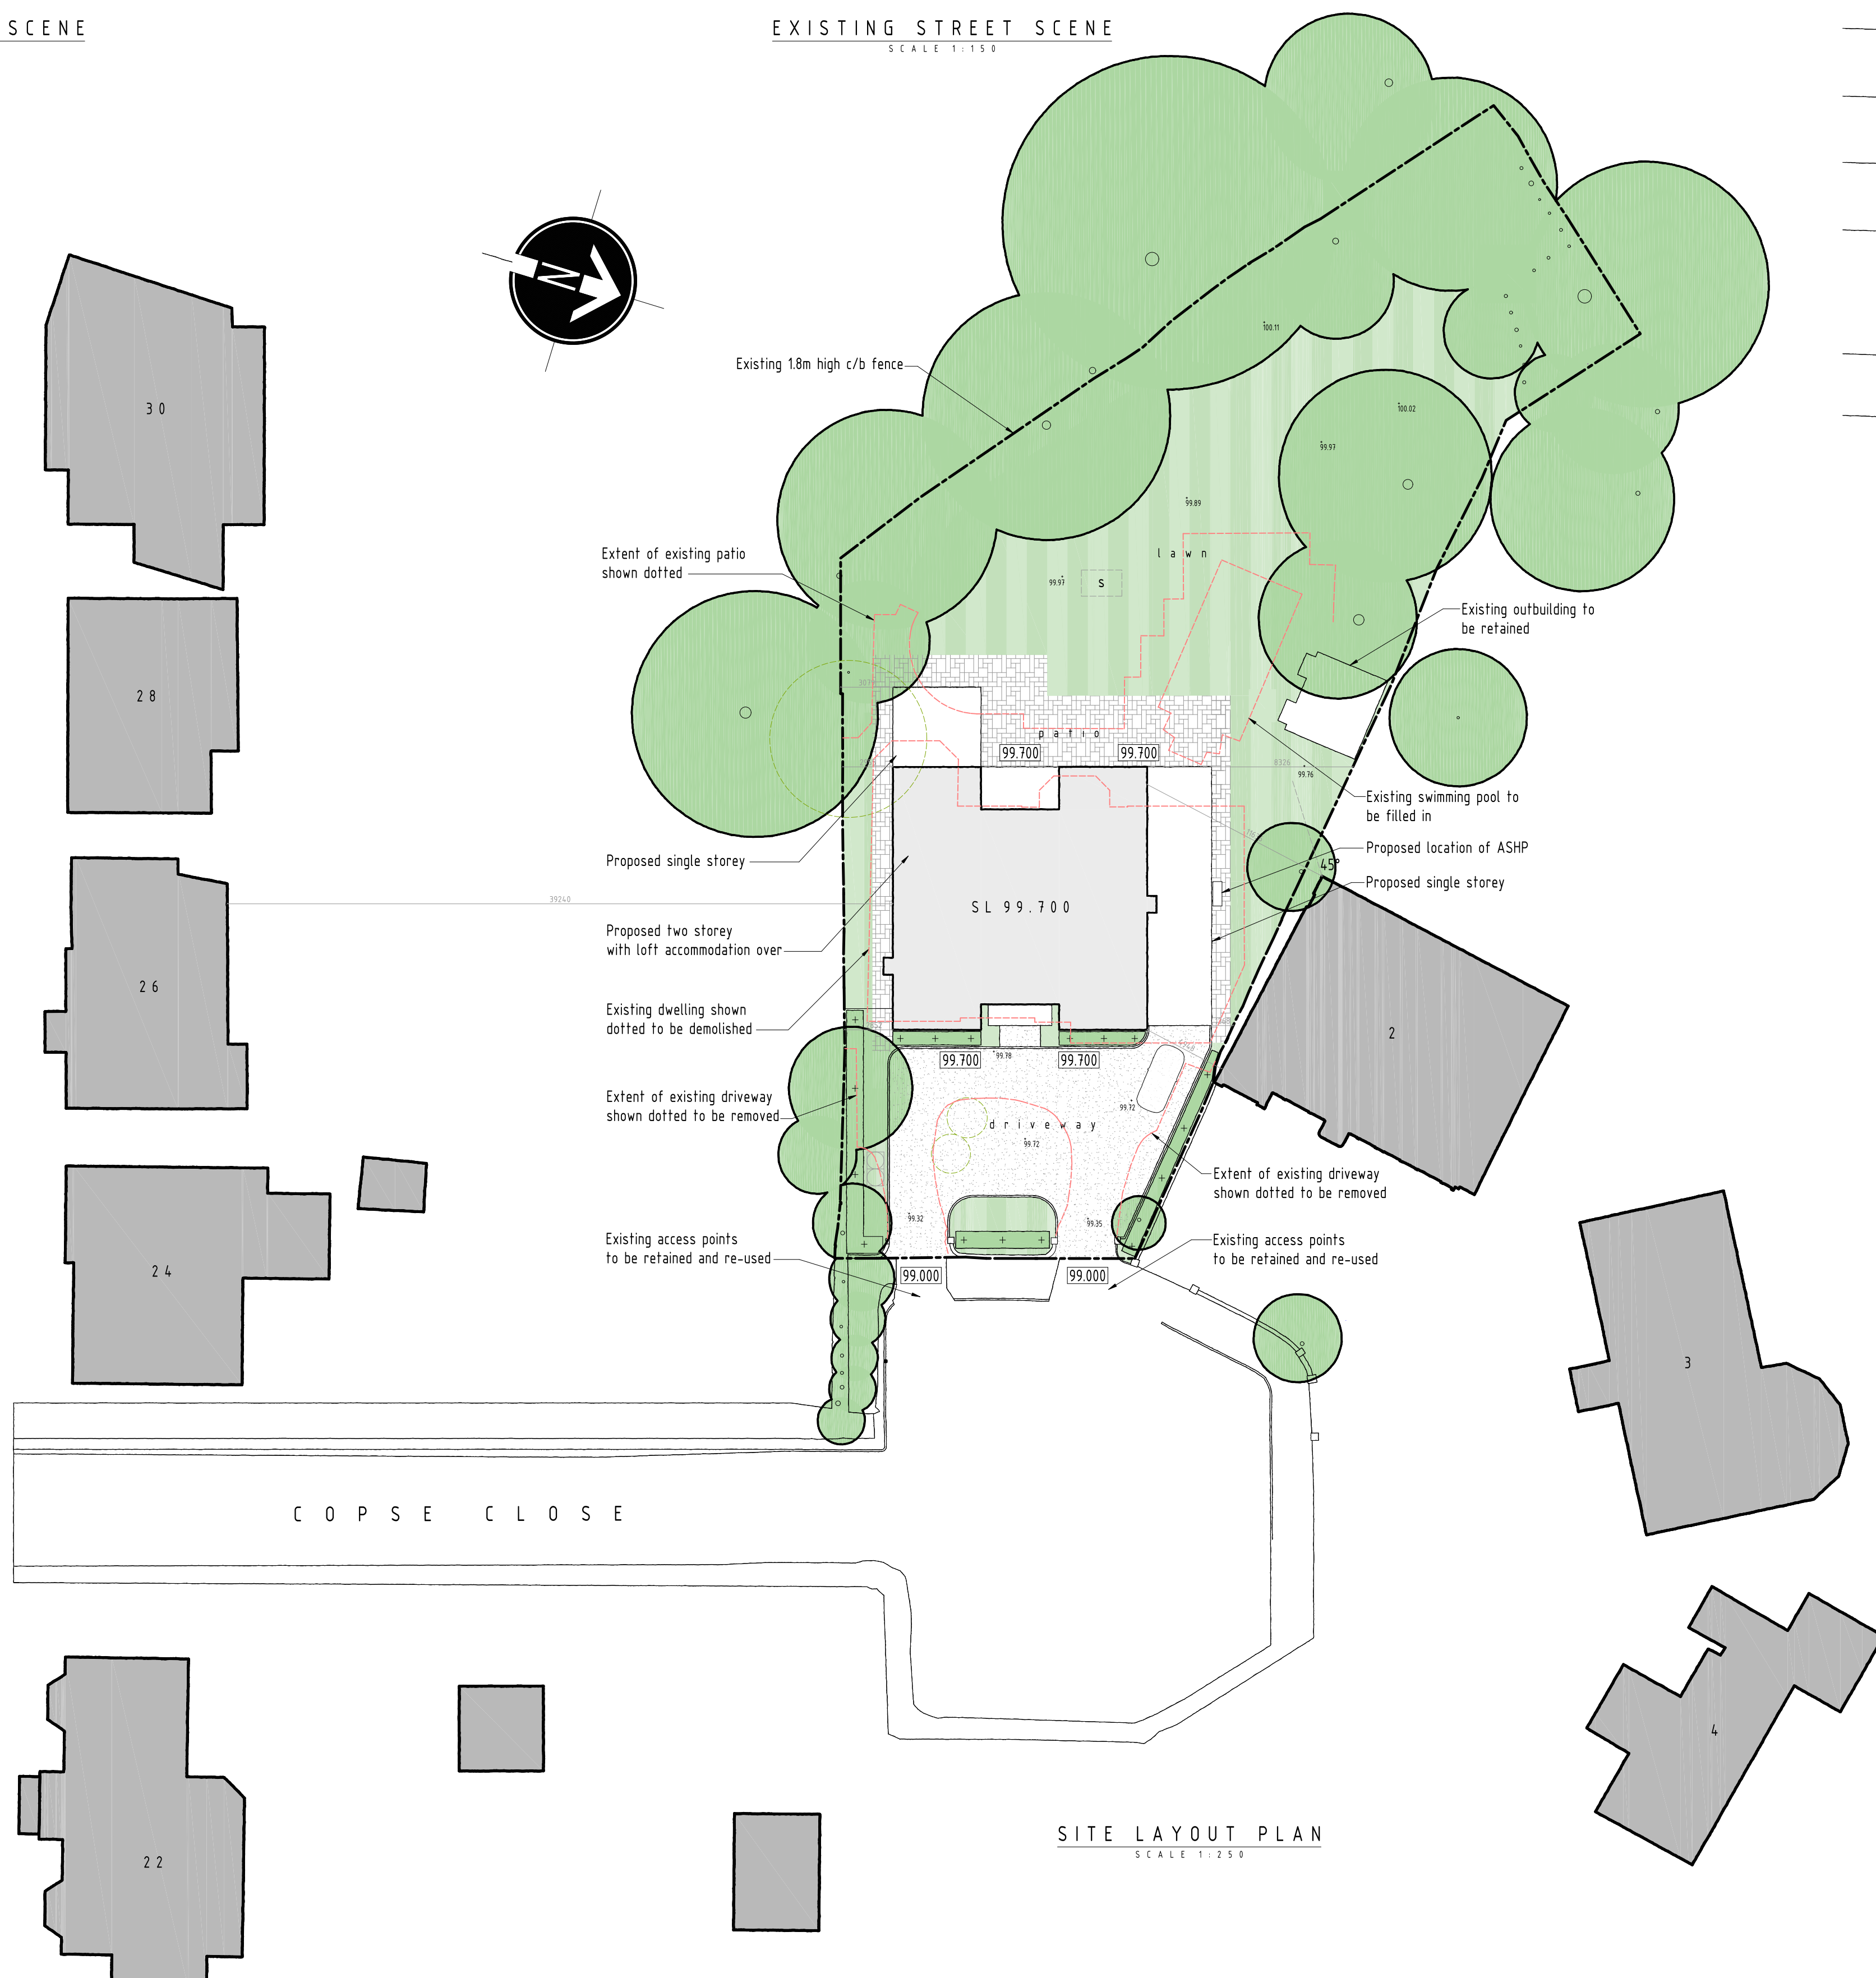 SCENE
EXISTING STREET SCENE
SCALE 1:150
N
30
28
26
24
22
2
3
4
Existing 1.8m high c/b fence
100.11
100.02
99.97
99.89
lawn
99.97
S
Extent of existing patio
shown dotted
Existing outbuilding to
be retained
patio
99.700
99.700
8326
99.76
Existing swimming pool to
be filled in
Proposed single storey
Proposed location of ASHP
45°
Proposed single storey
39240
SL 99.700
Proposed two storey
with loft accommodation over
Existing dwelling shown
dotted to be demolished
99.700
99.78
99.700
Extent of existing driveway
shown dotted to be removed
99.72
driveway
99.72
Extent of existing driveway
shown dotted to be removed
99.32
99.35
Existing access points
to be retained and re-used
Existing access points
to be retained and re-used
99.000
99.000
COPSE CLOSE
SITE LAYOUT PLAN
SCALE 1:250